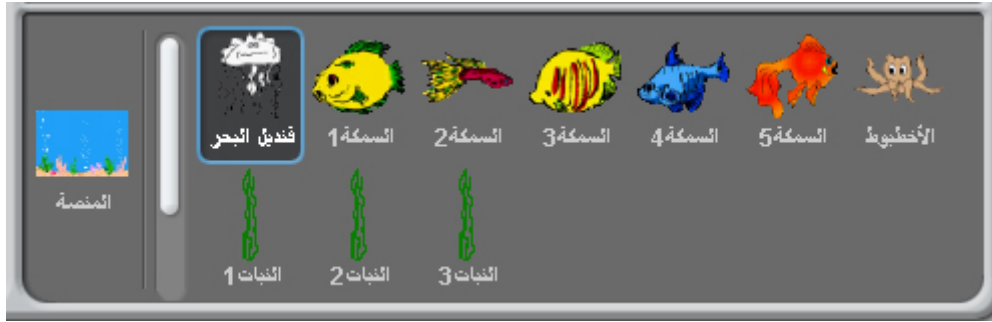 قنديل البحر
السمكة1
السمكة2
السمكة3
السمكة4
السمكة5
الأخطبوط
المنصة
النبات1
النبات2
النبات3